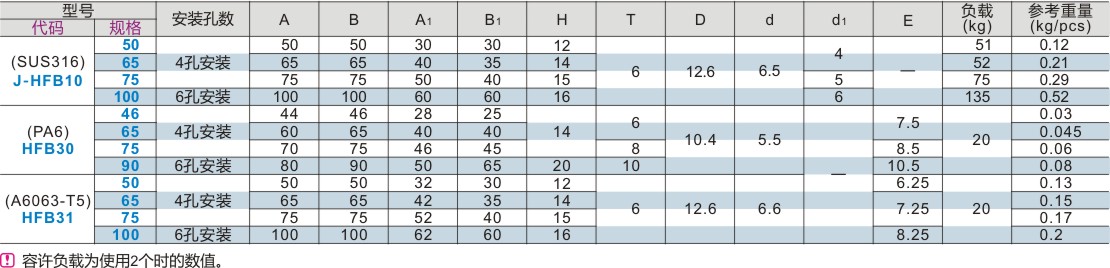 型号 安装孔数 A B A1 B1 H T D d d1 E 负载 (kg) 参考重量 (kg/pcs)
代码 规格
(SUS316) J-HFB10
50 50 50 30 30 12 51 0.12
65 4孔安装 65 65 40 35 14 4 52 0.21
75 75 75 50 40 15 6 12.6 6.5 5 — 75 0.29
100 6孔安装 100 100 60 60 16 6 135 0.52
(PA6) HFB30
46 44 46 28 25 0.03
65 4孔安装 60 65 40 40 14 6 7.5 0.045
75 70 75 46 45 8 10.4 5.5 8.5 20 0.06
90 6孔安装 80 90 50 65 20 10 — 10.5 0.08
(A6063-T5) HFB31
50 50 50 32 30 12 6.25 0.13
65 4孔安装 65 65 42 35 14 6 12.6 6.6 7.25 20 0.15
75 75 75 52 40 15 0.17
100 6孔安装 100 100 62 60 16 8.25 0.2
! 容许负载为使用2个时的数值。